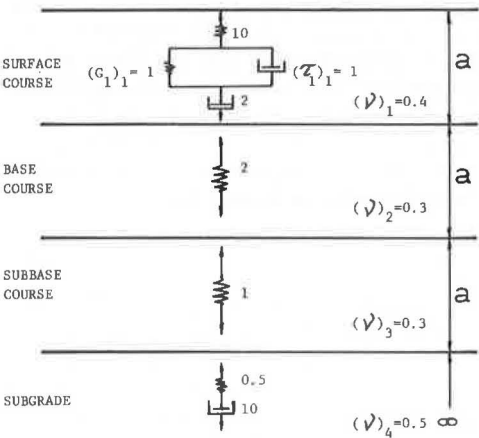 10
SURFACE
COURSE
(G₁)₁= 1
(τ₁)₁= 1
a
2
(ν)₁=0.4
BASE
COURSE
2
a
(ν)₂=0.3
SUBBASE
COURSE
1
a
(ν)₃=0.3
0.5
SUBGRADE
10
(ν)₄=0.5
∞